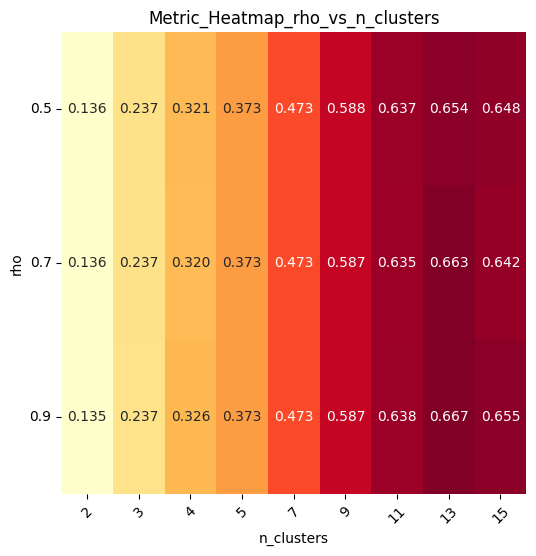 Metric_Heatmap_rho_vs_n_clusters
0.5 0.136 0.237 0.321 0.373 0.473 0.588 0.637 0.654 0.648
0.7 0.136 0.237 0.320 0.373 0.473 0.587 0.635 0.663 0.642
0.9 0.135 0.237 0.326 0.373 0.473 0.587 0.638 0.667 0.655
rho
2 3 4 5 7 9 11 13 15
n_clusters